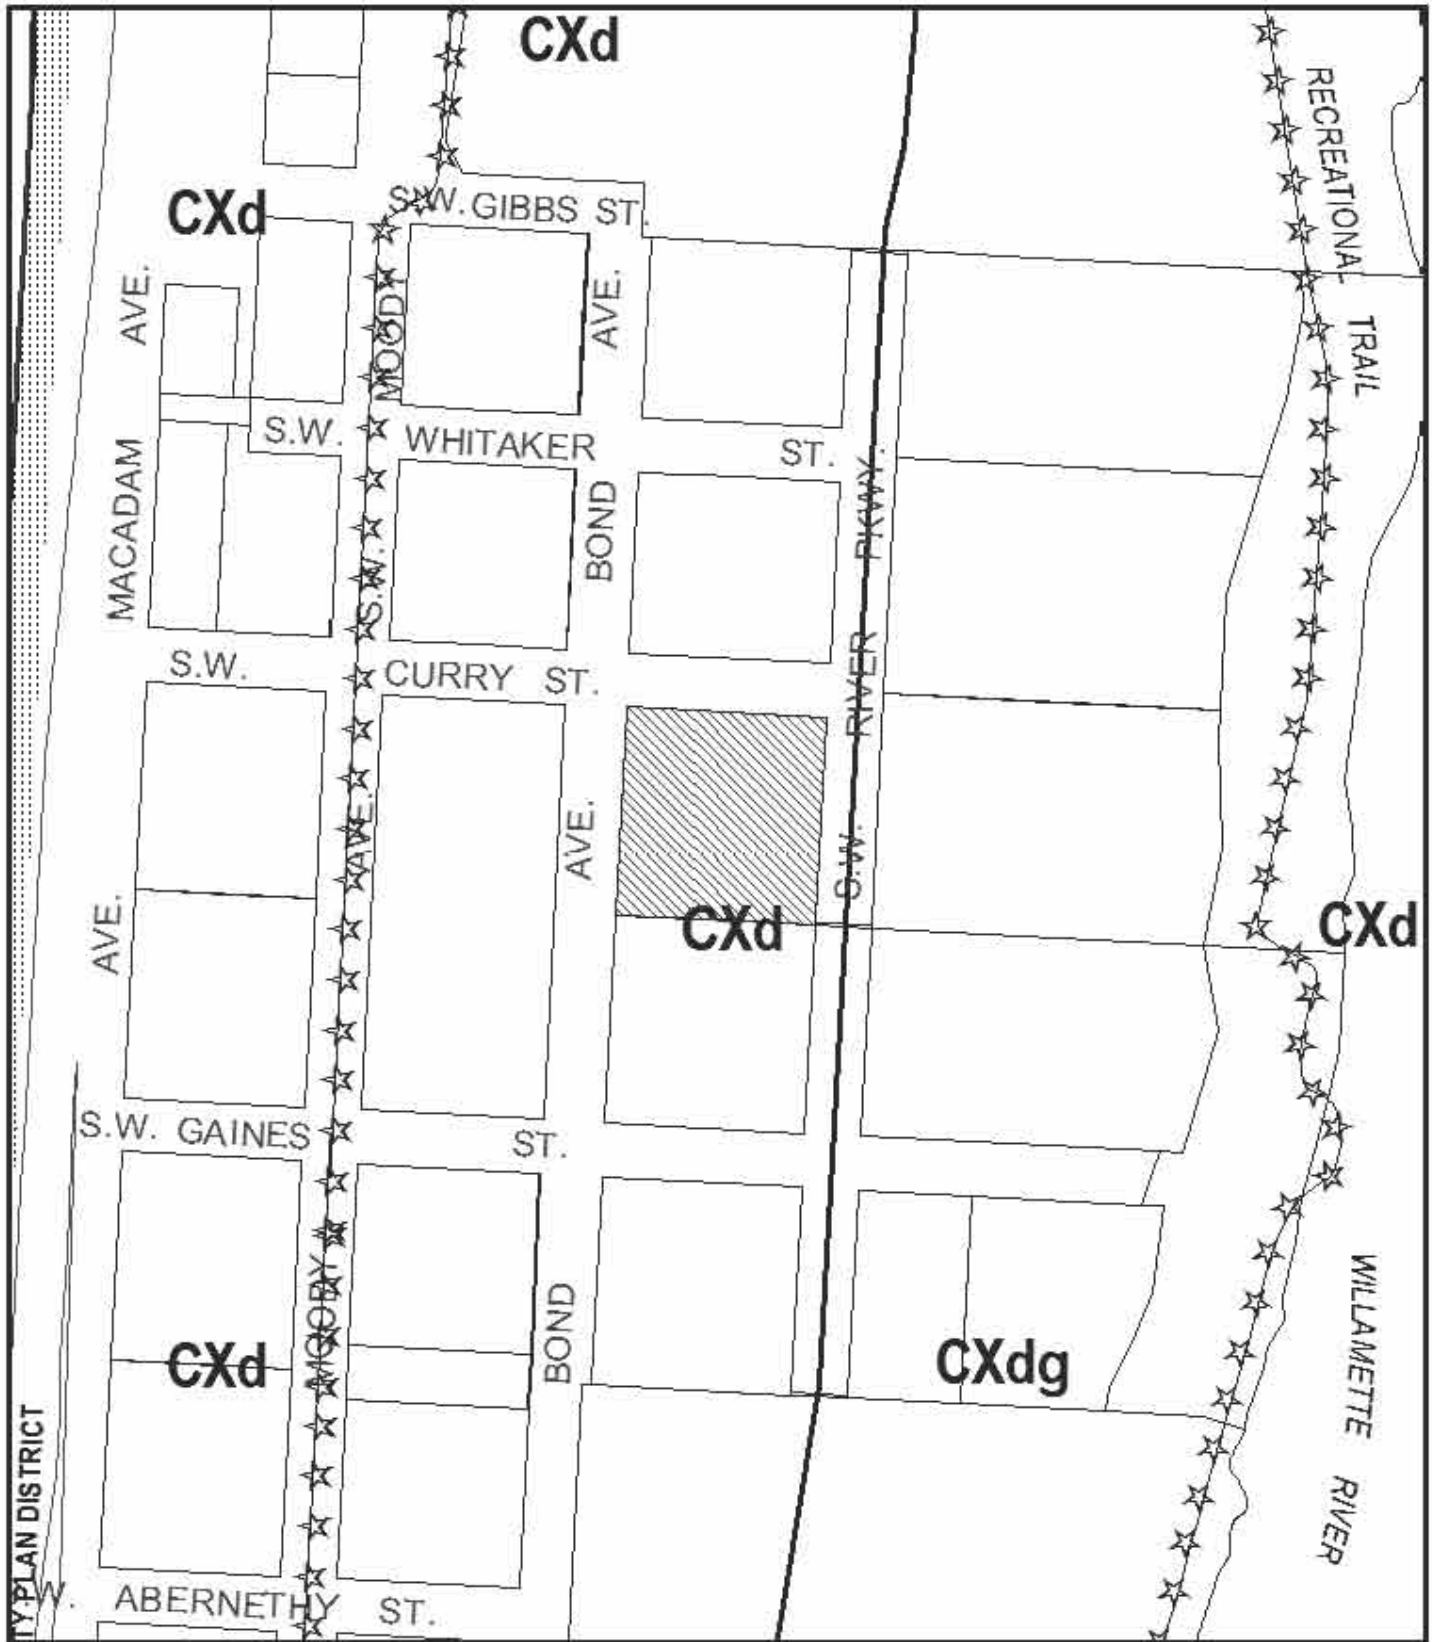 CXd
RECREATIONAL TRAIL
S.W. GIBBS ST.
CXd
AVE.
MOODY
AVE.
S.W. WHITAKER ST.
MACADAM
BOND
PKWY.
S.W.
RIVER
S.W. CURRY ST.
AVE.
AVE.
S.W.
AVE.
CXd
CXd
S.W. GAINES ST.
MOODY
BOND
WILLAMETTE RIVER
CXd
CXdg
TY PLAN DISTRICT
W. ABERNETHY ST.